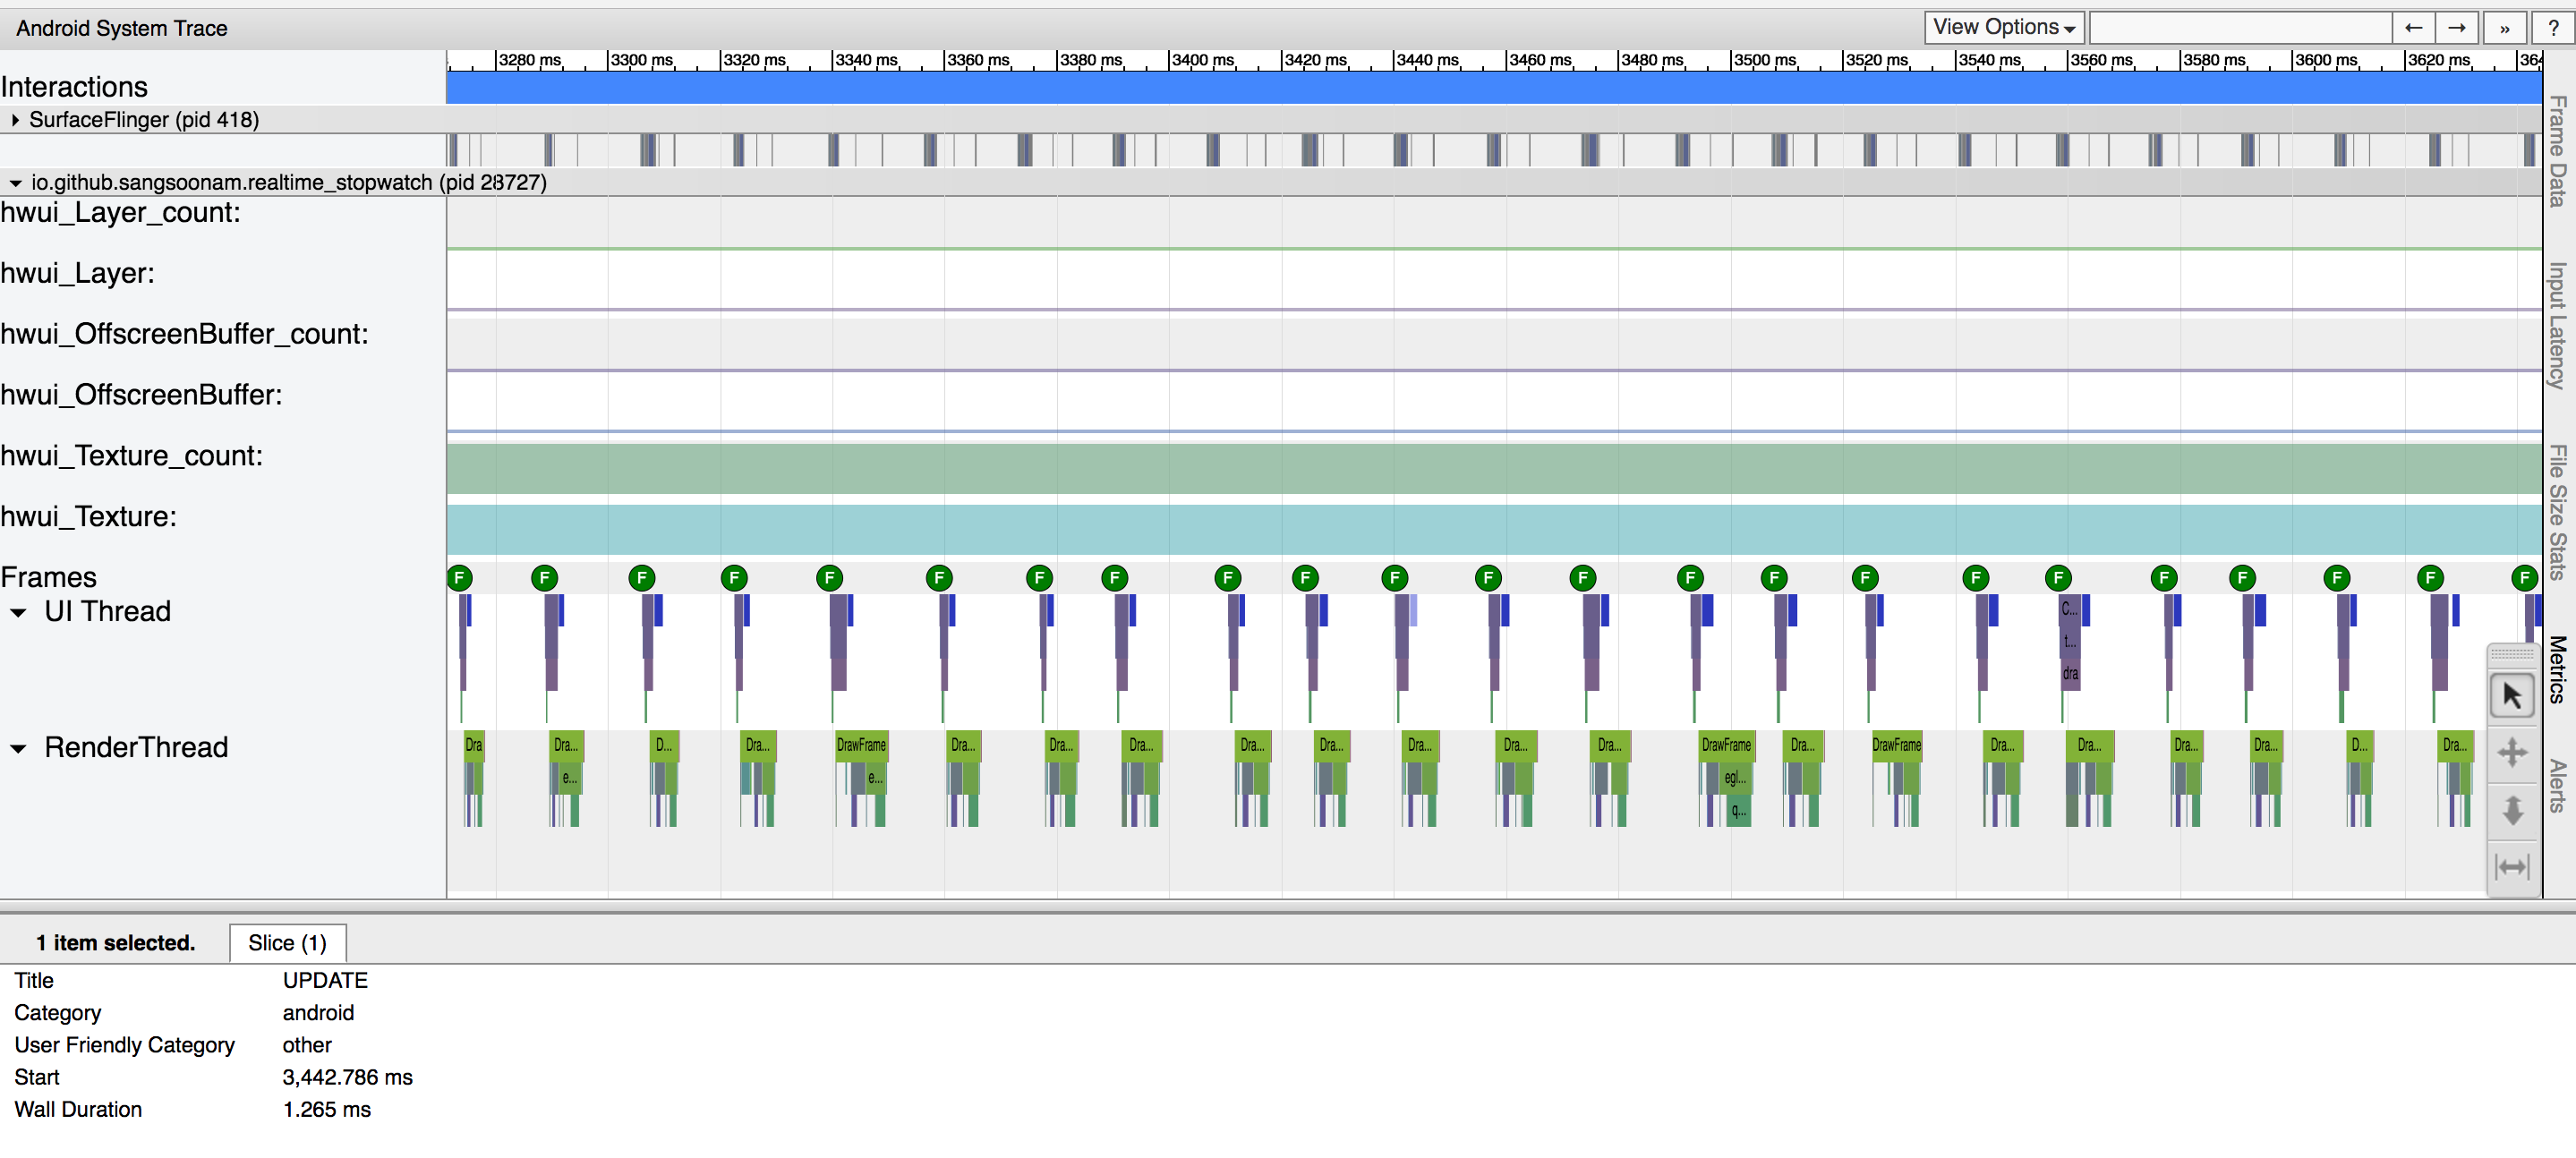 Android System Trace
View Options
← → » ?
3280 ms 3300 ms 3320 ms 3340 ms 3360 ms 3380 ms 3400 ms 3420 ms 3440 ms 3460 ms 3480 ms 3500 ms 3520 ms 3540 ms 3560 ms 3580 ms 3600 ms 3620 ms 364
Interactions
SurfaceFlinger (pid 418)
io.github.sangsoonam.realtime_stopwatch (pid 28727)
hwui_Layer_count:
hwui_Layer:
hwui_OffscreenBuffer_count:
hwui_OffscreenBuffer:
hwui_Texture_count:
hwui_Texture:
Frames
F F F F F F F F F F F F F F F F F F F F F F F
UI Thread
C...
t...
dra
RenderThread
Dra Dra... D... Dra... DrawFrame Dra... Dra... Dra... Dra... Dra... Dra... Dra... Dra... DrawFrame Dra... DrawFrame Dra... Dra... Dra... Dra... D... Dra...
e... e... egl...
q...
Frame Data
Input Latency
File Size Stats
Metrics
Alerts
1 item selected. Slice (1)
Title UPDATE
Category android
User Friendly Category other
Start 3,442.786 ms
Wall Duration 1.265 ms